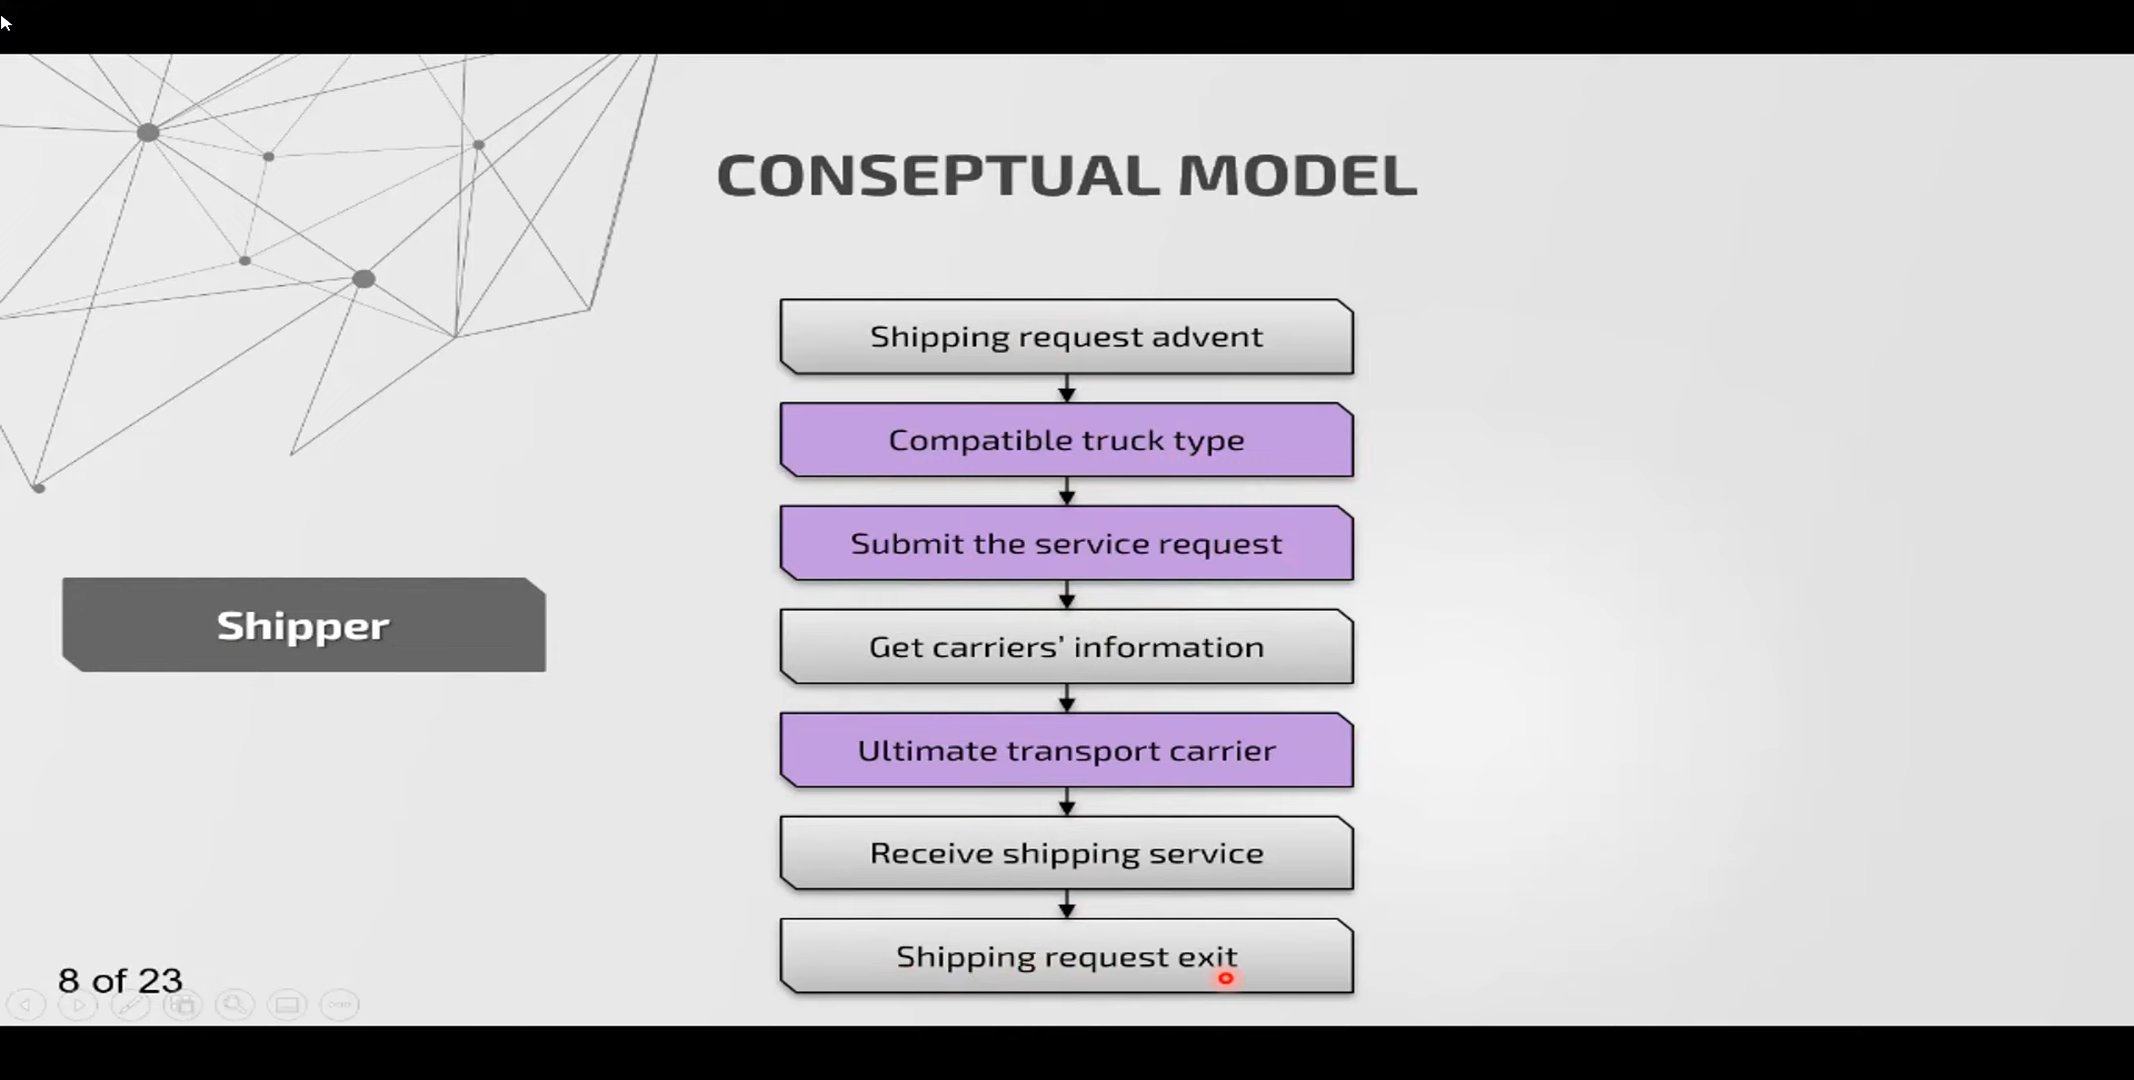 CONSEPTUAL MODEL
Shipping request advent
Compatible truck type
Submit the service request
Shipper
Get carriers' information
Ultimate transport carrier
Receive shipping service
Shipping request exit
8 of 23